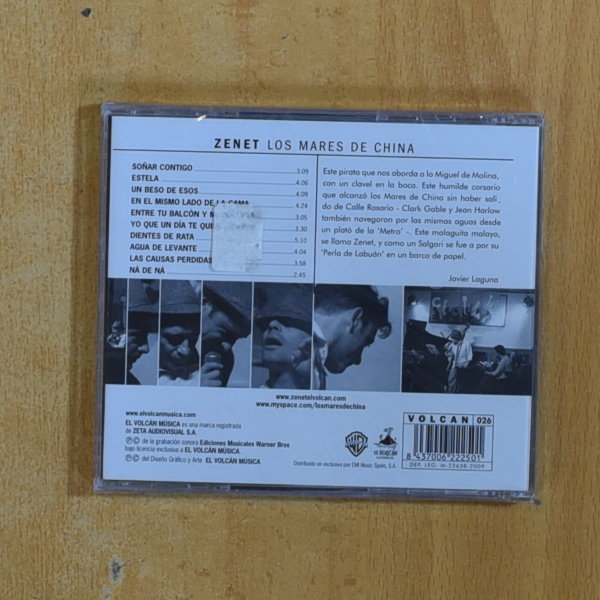 ZENET LOS MARES DE CHINA
SOÑAR CONTIGO 3.09
ESTELA 4.06
UN BESO DE ESOS 4.09
EN EL MISMO LADO DE LA CAMA 4.24
ENTRE TU BALCÓN Y 3.05
YO QUE UN DÍA TE 3.30
DIENTES DE RATA 5.10
AGUA DE LEVANTE 4.04
LAS CAUSAS PERDIDAS 3.58
NÁ DE NÁ 2.45
Este pirata que nos aborda a lo Miguel de Molina,
con un clavel en la boca. Este humilde corsario
que alcanzó los Mares de China sin haber sali_
do de Calle Rosario - Clark Gable y Jean Harlow
también navegaron por las mismas aguas desde
un plató de la 'Metro' -. Este malaguita malayo,
se llama Zenet, y como un Salgari se fue a por su
'Perla de Labuán' en un barco de papel.
Javier Laguna
www.zenetelvolcan.com
www.myspace.com/losmaresdechina
www.elvolcanmusica.com
EL VOLCÁN MÚSICA es una marca registrada
de ZETA AUDIOVISUAL S.A.
Ⓟ© de la grabación sonora Ediciones Musicales Warner Bros
bajo licencia exclusiva a EL VOLCÁN MÚSICA.
Ⓟ© del Diseño Gráfico y Arte EL VOLCÁN MÚSICA
Distribuido en exclusiva por EMI Music Spain, S.A.
WB
VOLCAN 026
8 437006 222501
DEP. LEG. M-23638-2009